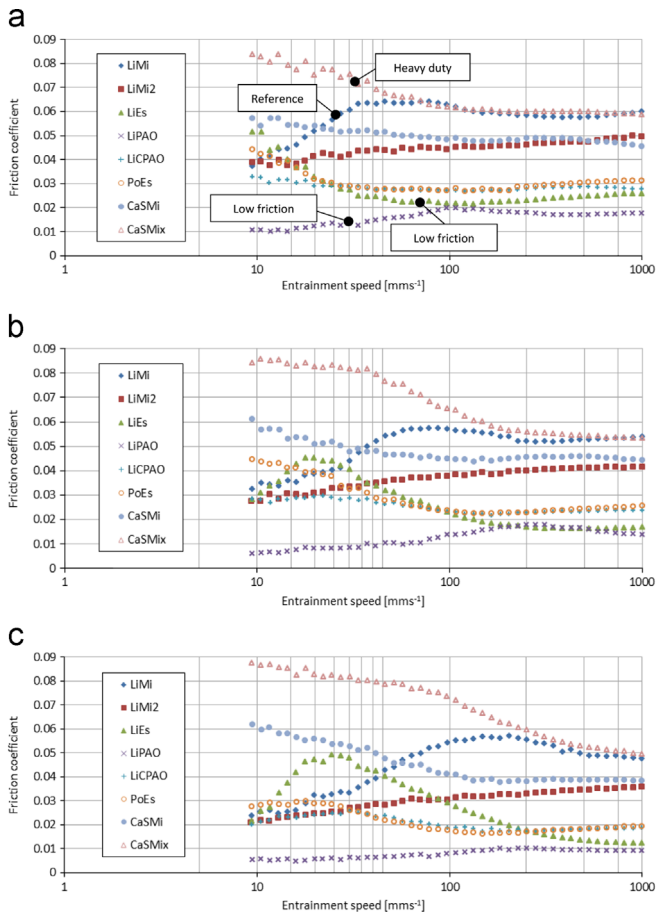 a
0.09
0.08
0.07
0.06
0.05
0.04
0.03
0.02
0.01
0
Friction coefficient
LiMi
LiMi2
LiEs
LiPAO
LiCPAO
PoEs
CaSMi
CaSMix
Heavy duty
Reference
Low friction
Low friction
1
10
100
1000
Entrainment speed [mms⁻¹]
b
0.09
0.08
0.07
0.06
0.05
0.04
0.03
0.02
0.01
0
Friction coefficient
LiMi
LiMi2
LiEs
LiPAO
LiCPAO
PoEs
CaSMi
CaSMix
1
10
100
1000
Entrainment speed [mms⁻¹]
c
0.09
0.08
0.07
0.06
0.05
0.04
0.03
0.02
0.01
0
Friction coefficient
LiMi
LiMi2
LiEs
LiPAO
LiCPAO
PoEs
CaSMi
CaSMix
1
10
100
1000
Entrainment speed [mms⁻¹]